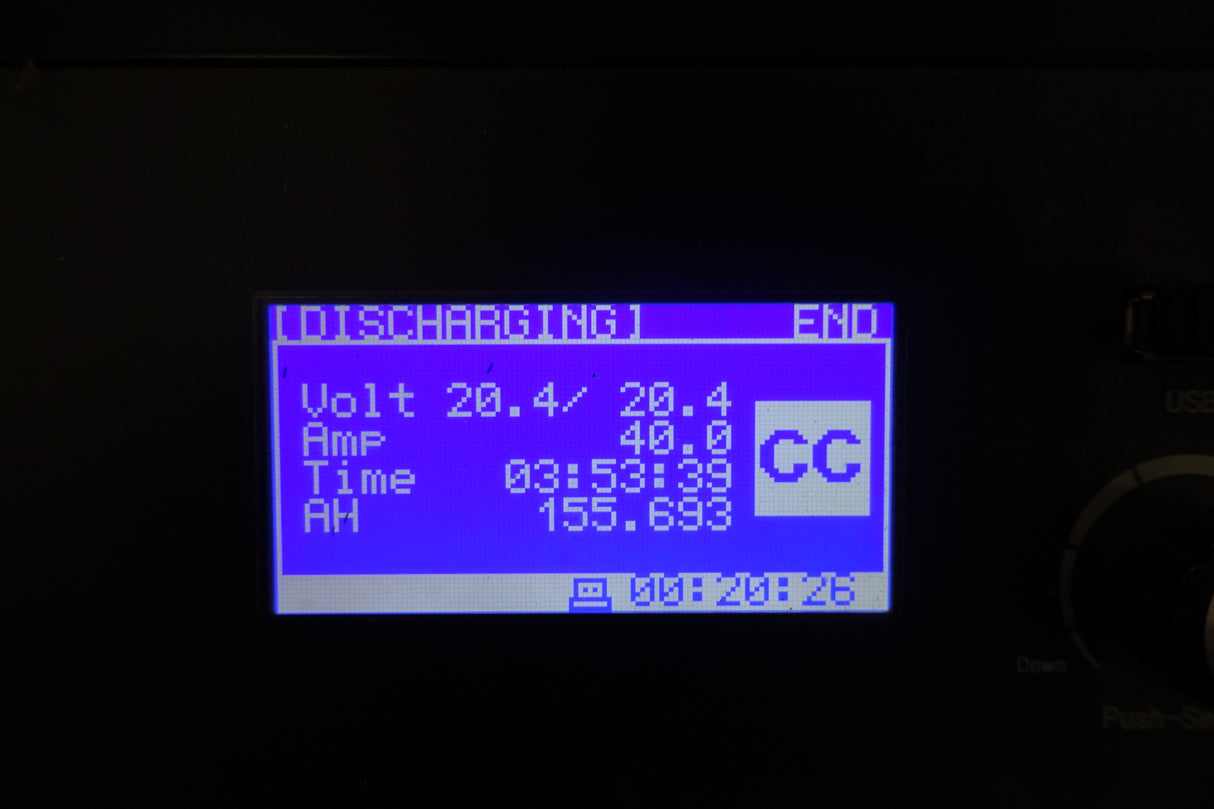 [DISCHARGING] END
Volt 20.4/ 20.4
Amp 40.0
Time 03:53:39
AH 155.693
CC
00:20:26
USB
Down